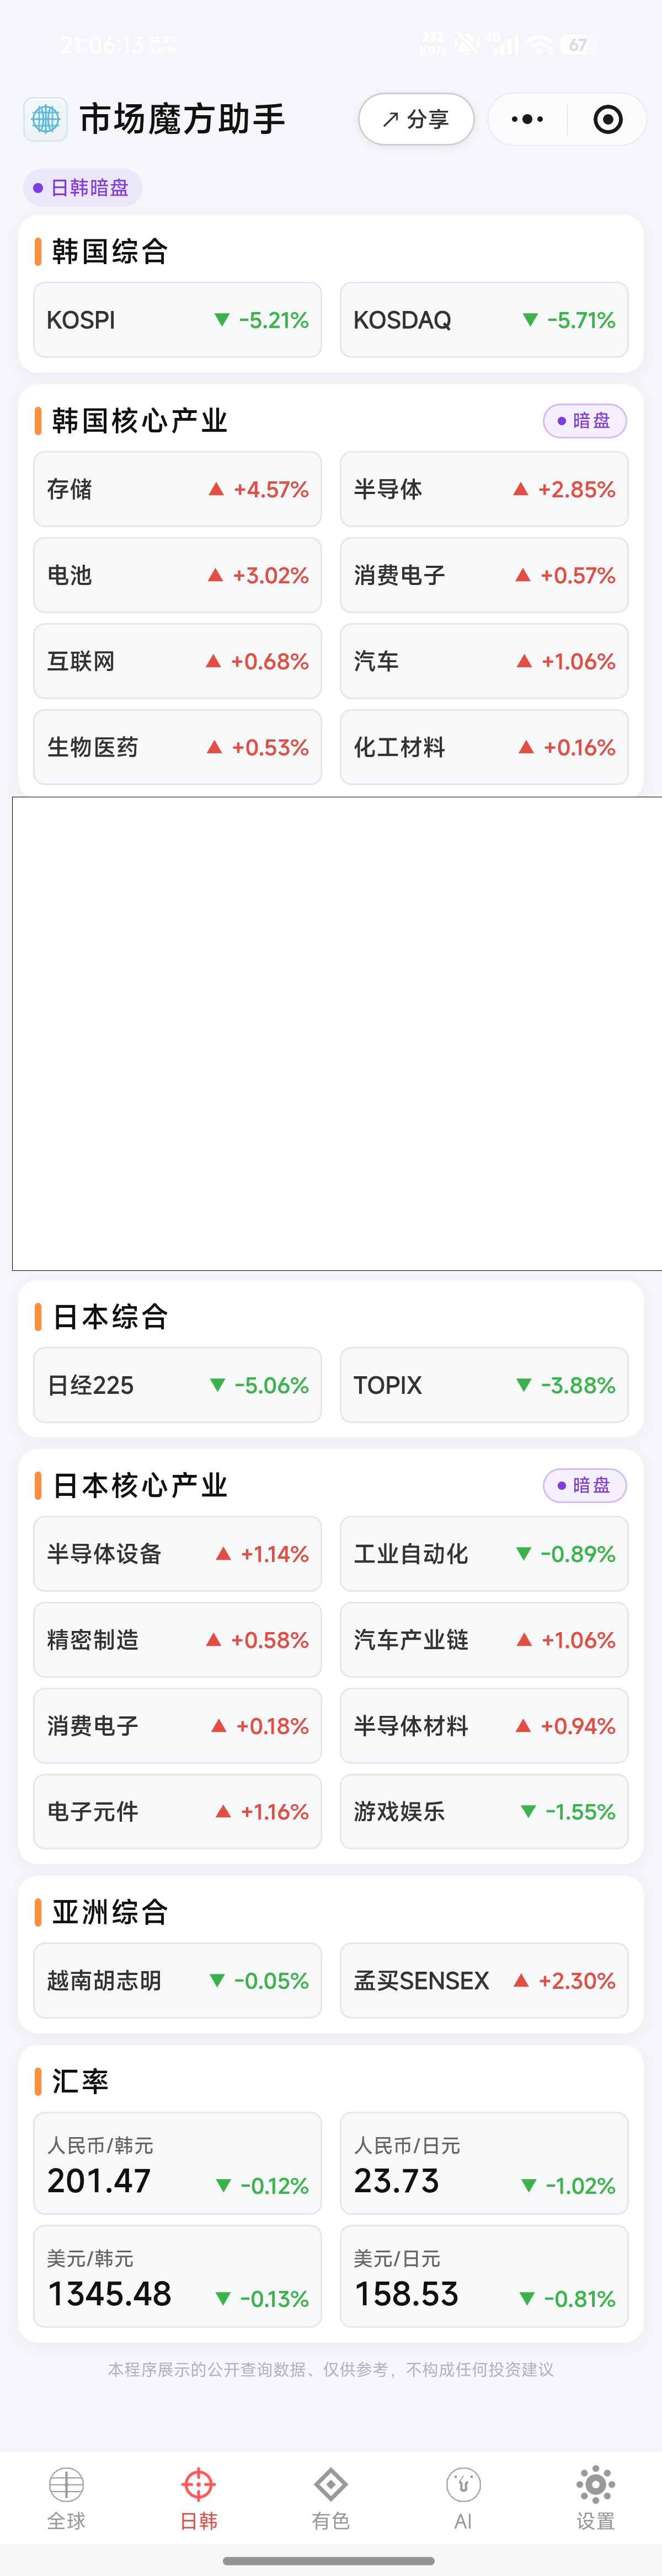 21:06:13
232
KB/s
4G
67
市场魔方助手
↗ 分享
日韩暗盘
韩国综合
KOSPI ▼ -5.21% KOSDAQ ▼ -5.71%
韩国核心产业 暗盘
存储 ▲ +4.57% 半导体 ▲ +2.85%
电池 ▲ +3.02% 消费电子 ▲ +0.57%
互联网 ▲ +0.68% 汽车 ▲ +1.06%
生物医药 ▲ +0.53% 化工材料 ▲ +0.16%
日本综合
日经225 ▼ -5.06% TOPIX ▼ -3.88%
日本核心产业 暗盘
半导体设备 ▲ +1.14% 工业自动化 ▼ -0.89%
精密制造 ▲ +0.58% 汽车产业链 ▲ +1.06%
消费电子 ▲ +0.18% 半导体材料 ▲ +0.94%
电子元件 ▲ +1.16% 游戏娱乐 ▼ -1.55%
亚洲综合
越南胡志明 ▼ -0.05% 孟买SENSEX ▲ +2.30%
汇率
人民币/韩元 人民币/日元
201.47 ▼ -0.12% 23.73 ▼ -1.02%
美元/韩元 美元/日元
1345.48 ▼ -0.13% 158.53 ▼ -0.81%
本程序展示的公开查询数据、仅供参考，不构成任何投资建议
全球 日韩 有色 AI 设置